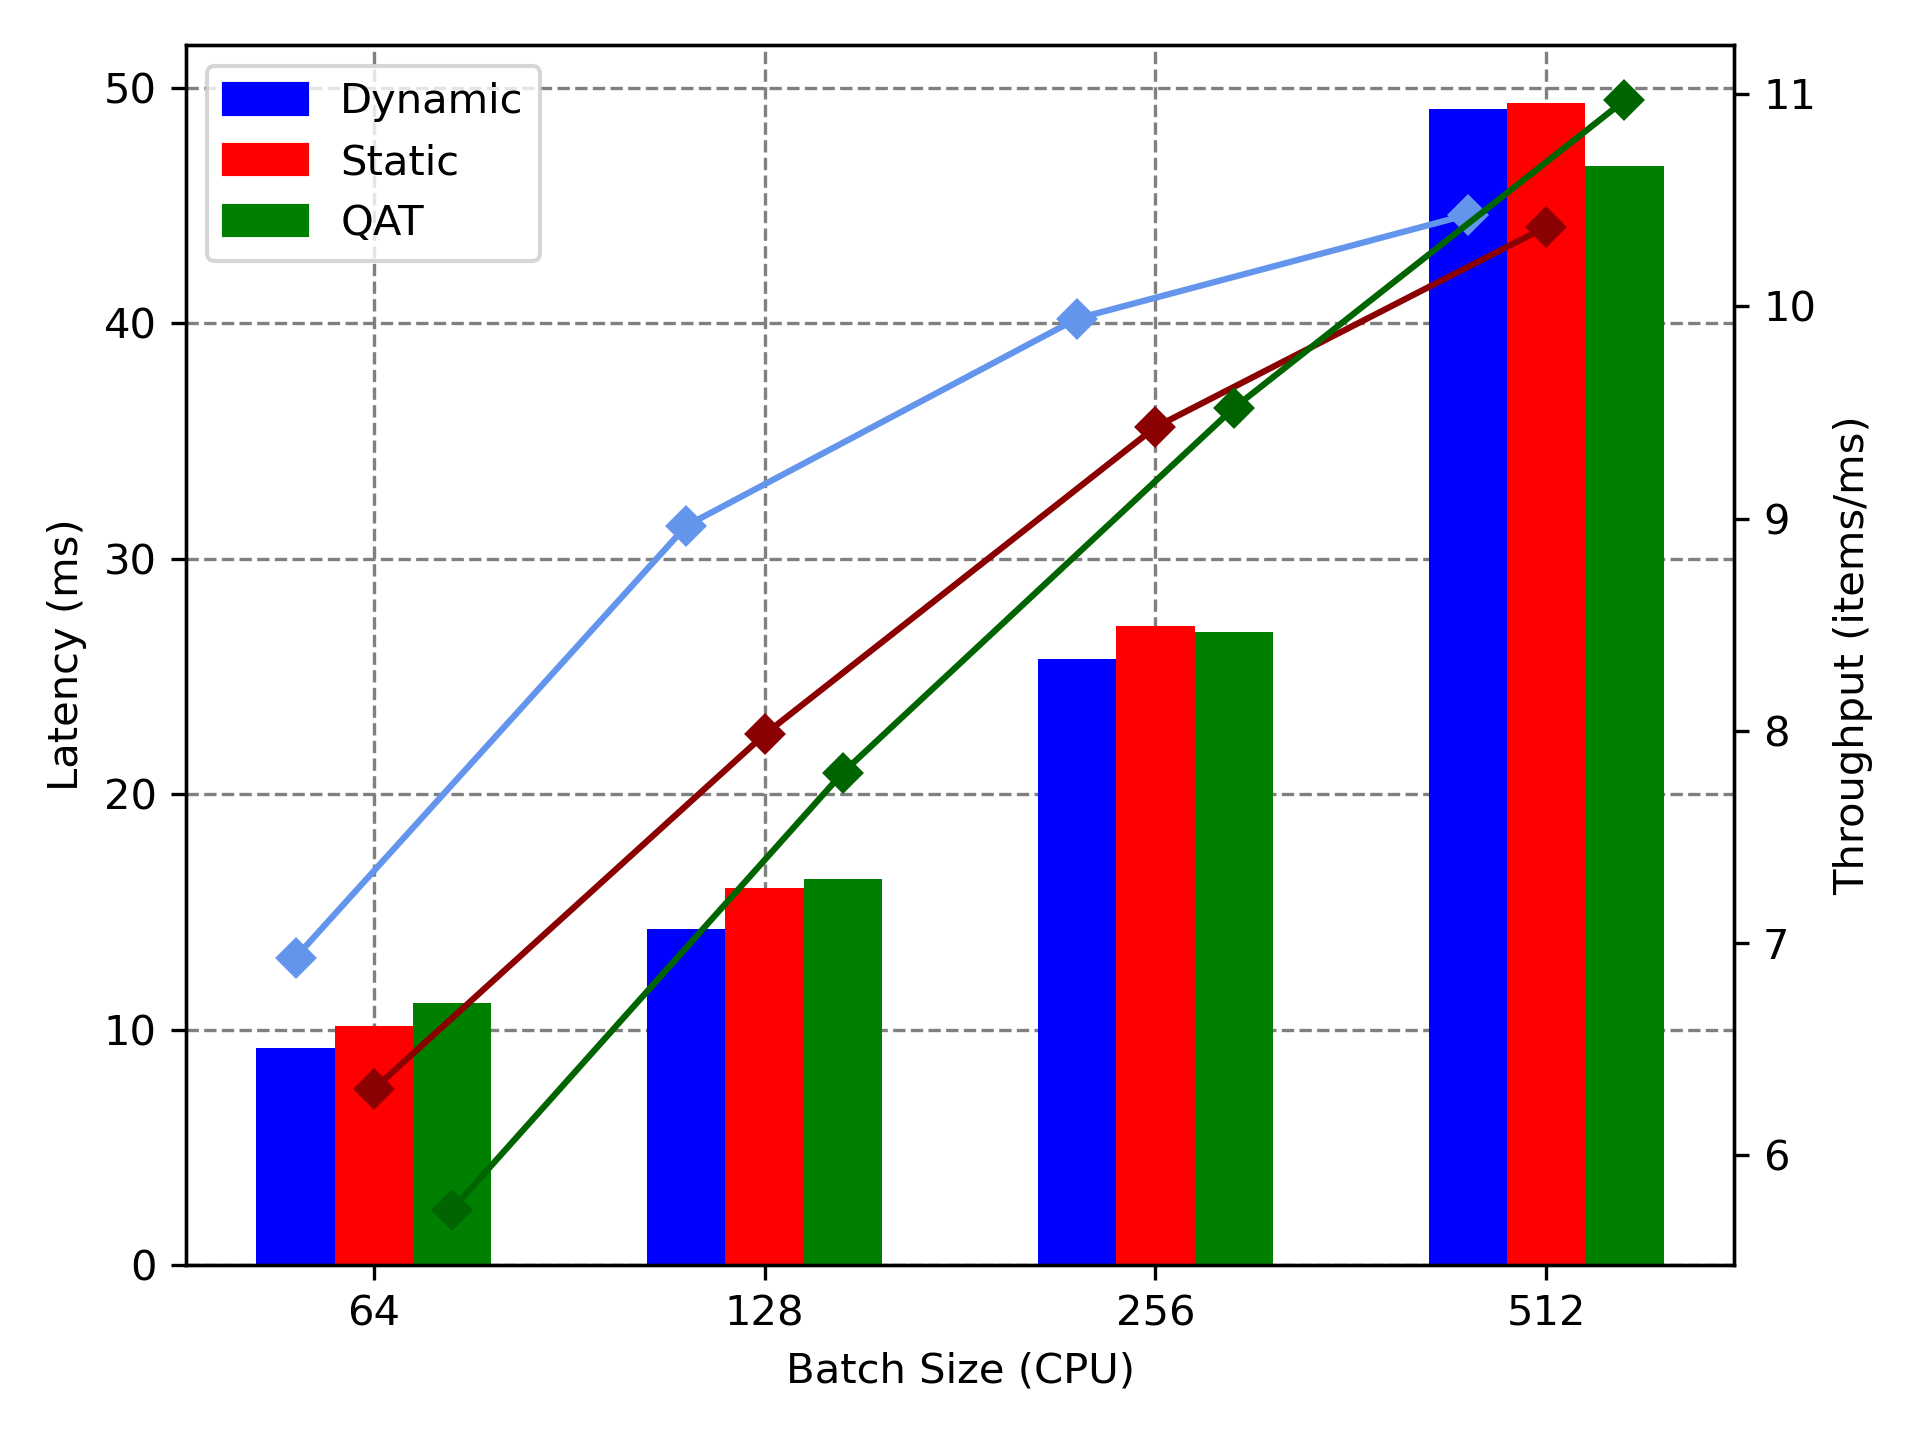 Dynamic
Static
QAT
50
40
30
20
10
0
Latency (ms)
11
10
9
8
7
6
Throughput (items/ms)
64 128 256 512
Batch Size (CPU)